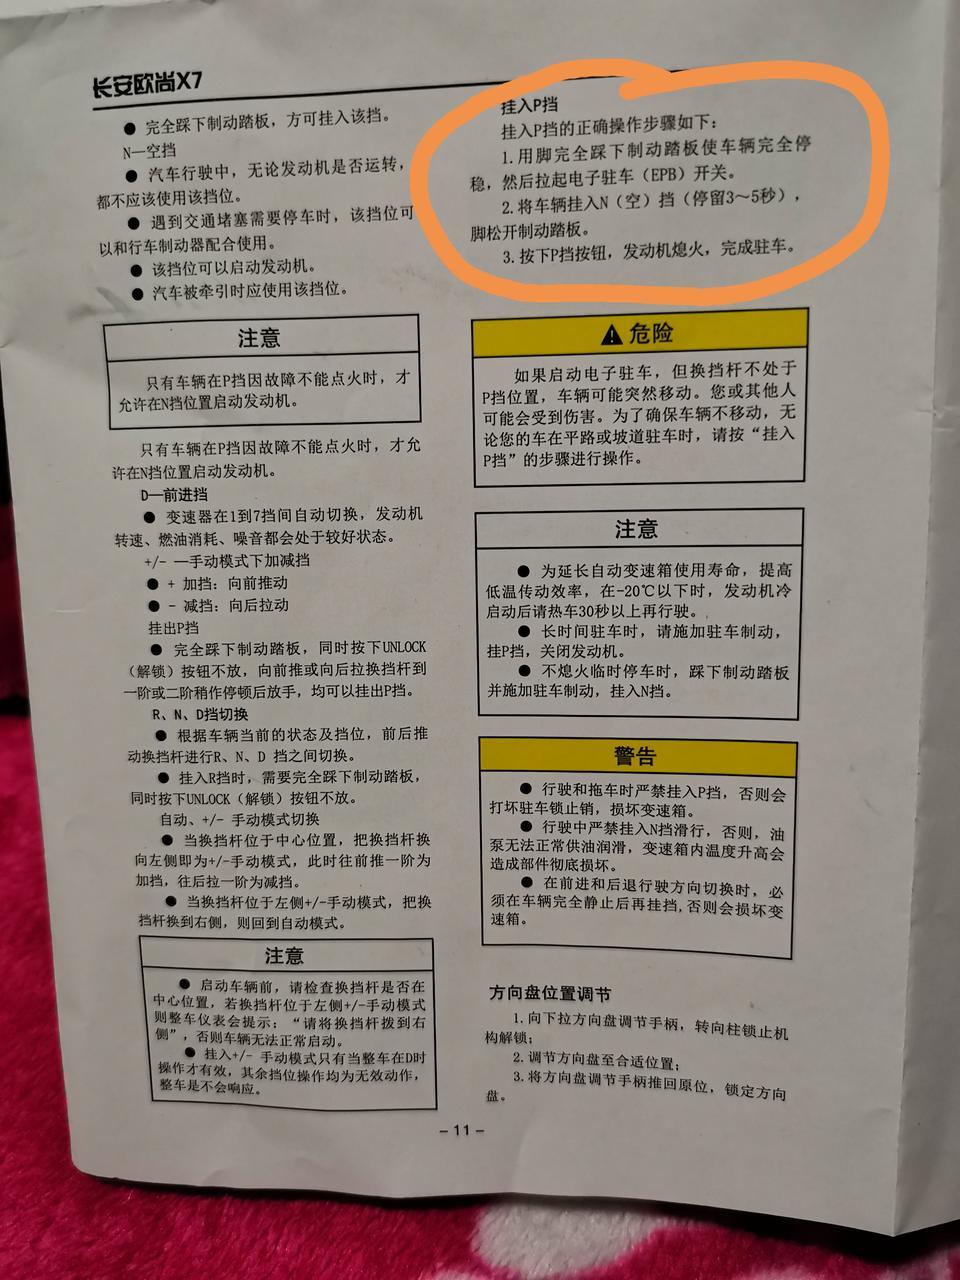 长安欧尚X7
● 完全踩下制动踏板，方可挂入该挡。
N—空挡
● 汽车行驶中，无论发动机是否运转，
都不应该使用该挡位。
● 遇到交通堵塞需要停车时，该挡位可
以和行车制动器配合使用。
● 该挡位可以启动发动机。
● 汽车被牵引时应使用该挡位。
注意
只有车辆在P挡因故障不能点火时，才
允许在N挡位置启动发动机。
只有车辆在P挡因故障不能点火时，才允
许在N挡位置启动发动机。
D—前进挡
● 变速器在1到7挡间自动切换，发动机
转速、燃油消耗、噪音都会处于较好状态。
+/- —手动模式下加减挡
● + 加挡：向前推动
● - 减挡：向后拉动
挂出P挡
● 完全踩下制动踏板，同时按下UNLOCK
（解锁）按钮不放，向前推或向后拉换挡杆到
一阶或二阶稍作停顿后放手，均可以挂出P挡。
R、N、D挡切换
● 根据车辆当前的状态及挡位，前后推
动换挡杆进行R、N、D 挡之间切换。
● 挂入R挡时，需要完全踩下制动踏板，
同时按下UNLOCK（解锁）按钮不放。
自动、+/- 手动模式切换
● 当换挡杆位于中心位置，把换挡杆换
向左侧即为+/-手动模式，此时往前推一阶为
加挡，往后拉一阶为减挡。
● 当换挡杆位于左侧+/-手动模式，把换
挡杆换到右侧，则回到自动模式。
注意
● 启动车辆前，请检查换挡杆是否在
中心位置，若换挡杆位于左侧+/-手动模式
则整车仪表会提示：“请将换挡杆拨到右
侧”，否则车辆无法正常启动。
● 挂入+/- 手动模式只有当整车在D时
操作才有效，其余挡位操作均为无效动作，
整车是不会响应。
挂入P挡
挂入P挡的正确操作步骤如下：
1.用脚完全踩下制动踏板使车辆完全停
稳，然后拉起电子驻车（EPB）开关。
2.将车辆挂入N（空）挡（停留3～5秒），
脚松开制动踏板。
3.按下P挡按钮，发动机熄火，完成驻车。
危险
如果启动电子驻车，但换挡杆不处于
P挡位置，车辆可能突然移动。您或其他人
可能会受到伤害。为了确保车辆不移动，无
论您的车在平路或坡道驻车时，请按“挂入
P挡”的步骤进行操作。
注意
● 为延长自动变速箱使用寿命，提高
低温传动效率，在-20℃以下时，发动机冷
启动后请热车30秒以上再行驶。
● 长时间驻车时，请施加驻车制动，
挂P挡，关闭发动机。
● 不熄火临时停车时，踩下制动踏板
并施加驻车制动，挂入N挡。
警告
● 行驶和拖车时严禁挂入P挡，否则会
打坏驻车锁止销，损坏变速箱。
● 行驶中严禁挂入N挡滑行，否则，油
泵无法正常供油润滑，变速箱内温度升高会
造成部件彻底损坏。
● 在前进和后退行驶方向切换时，必
须在车辆完全静止后再挂挡,否则会损坏变
速箱。
方向盘位置调节
1.向下拉方向盘调节手柄，转向柱锁止机
构解锁；
2.调节方向盘至合适位置；
3.将方向盘调节手柄推回原位，锁定方向
盘。
- 11 -